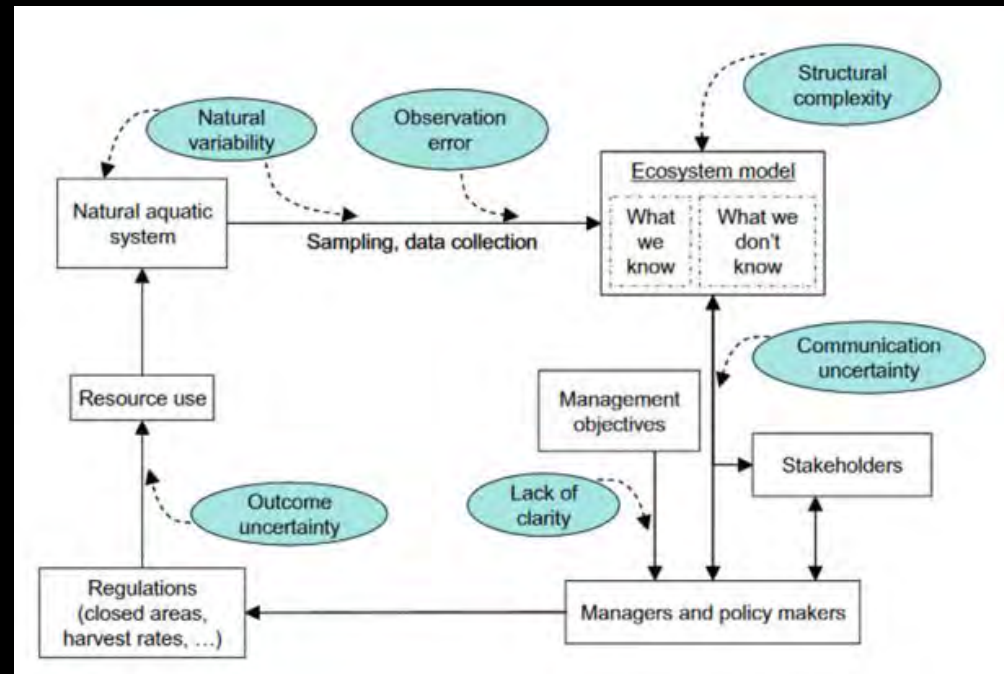 Structural
complexity
Natural
variability
Observation
error
Ecosystem model
What
we
know
What we
don't
know
Natural aquatic
system
Sampling, data collection
Communication
uncertainty
Resource use
Management
objectives
Stakeholders
Lack of
clarity
Outcome
uncertainty
Regulations
(closed areas,
harvest rates, …)
Managers and policy makers